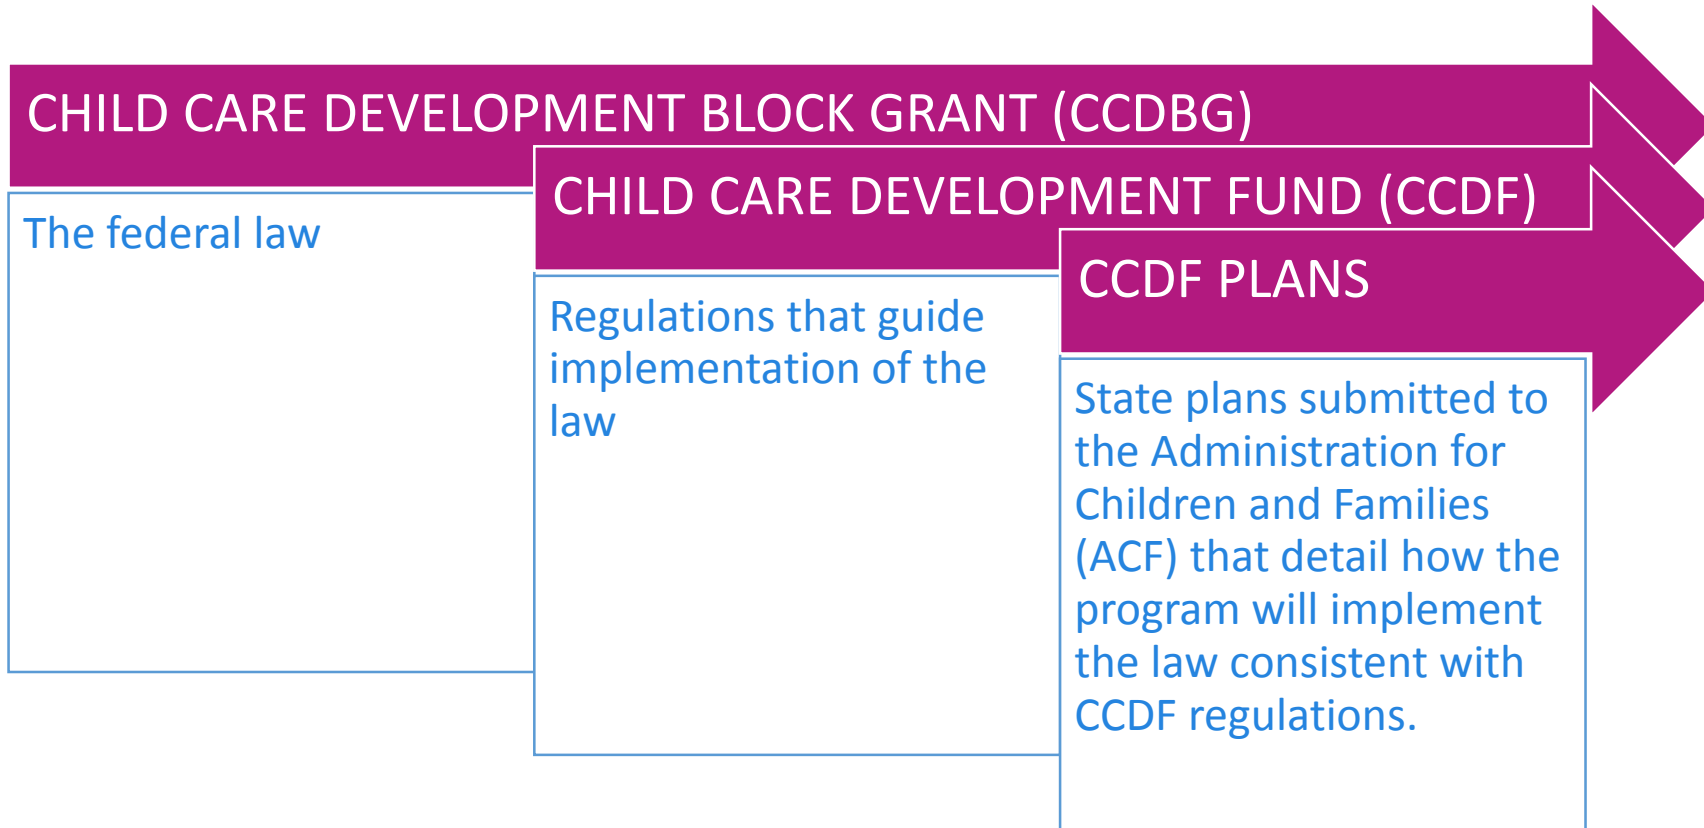 CHILD CARE DEVELOPMENT BLOCK GRANT (CCDBG)
The federal law
CHILD CARE DEVELOPMENT FUND (CCDF)
Regulations that guide
implementation of the
law
CCDF PLANS
State plans submitted to
the Administration for
Children and Families
(ACF) that detail how the
program will implement
the law consistent with
CCDF regulations.